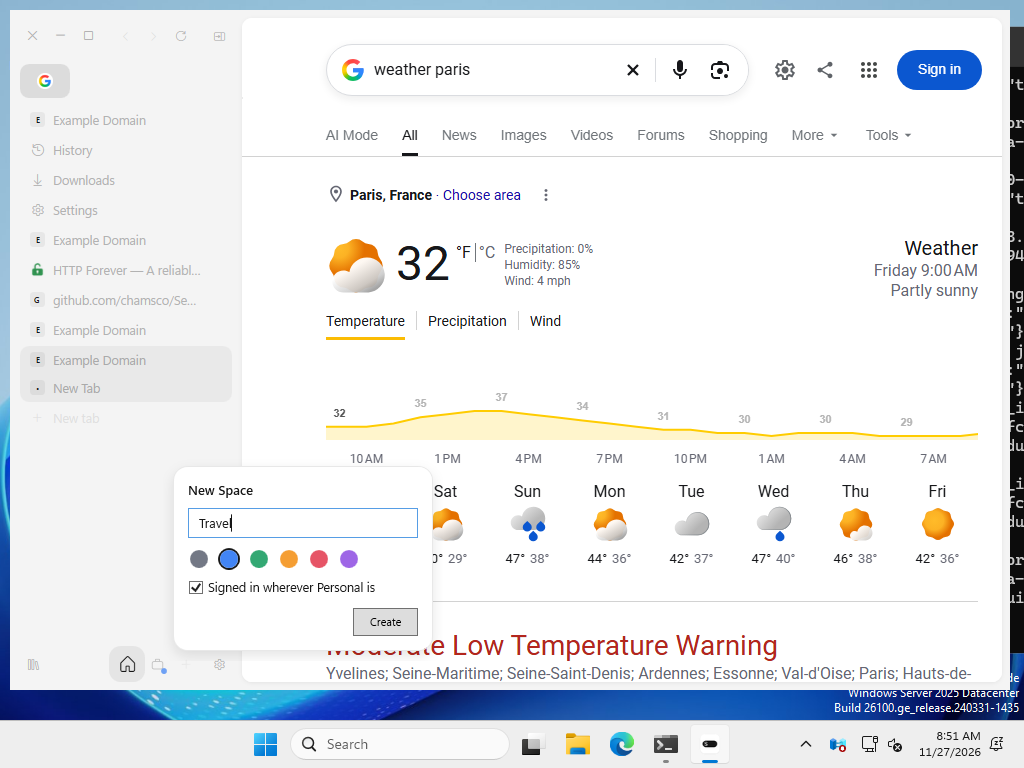 weather paris
Sign in
AI Mode All News Images Videos Forums Shopping More Tools
E Example Domain
History
Downloads
Settings
E Example Domain
HTTP Forever — A reliabl...
G github.com/chamsco/Se...
E Example Domain
E Example Domain
New Tab
+ New tab
Paris, France · Choose area
32 °F | °C
Precipitation: 0%
Humidity: 85%
Wind: 4 mph
Weather
Friday 9:00 AM
Partly sunny
Temperature Precipitation Wind
32 35 37 34 31 30 30 29
10 AM 1 PM 4 PM 7 PM 10 PM 1 AM 4 AM 7 AM
Sat Sun Mon Tue Wed Thu Fri
0° 29° 47° 38° 44° 36° 42° 37° 47° 40° 46° 38° 42° 36°
New Space
Travel
Signed in wherever Personal is
Create
Moderate Low Temperature Warning
Yvelines; Seine-Maritime; Seine-Saint-Denis; Ardennes; Essonne; Val-d'Oise; Paris; Hauts-de-
Windows Server 2025 Datacenter
Build 26100.ge_release.240331-1435
Search
8:51 AM
11/27/2026